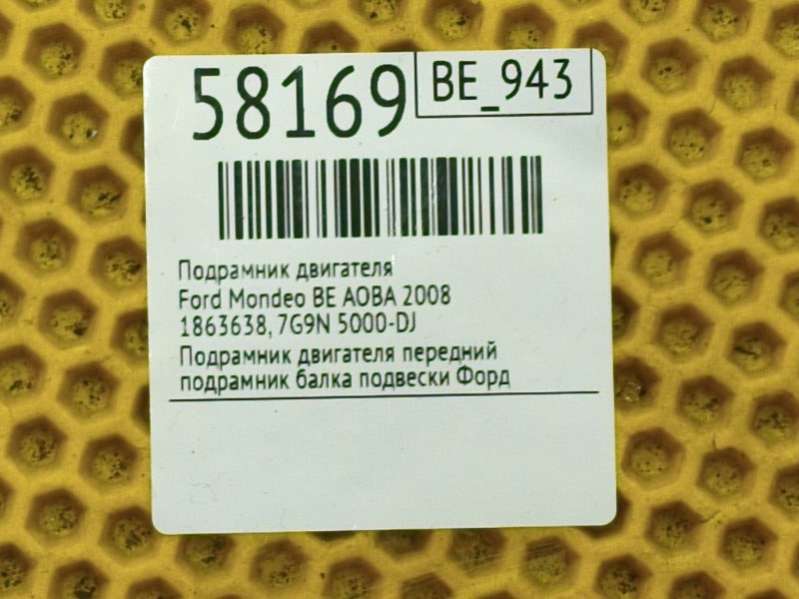 58169
BE_943
Подрамник двигателя
Ford Mondeo BE AOBA 2008
1863638, 7G9N 5000-DJ
Подрамник двигателя передний
подрамник балка подвески Форд